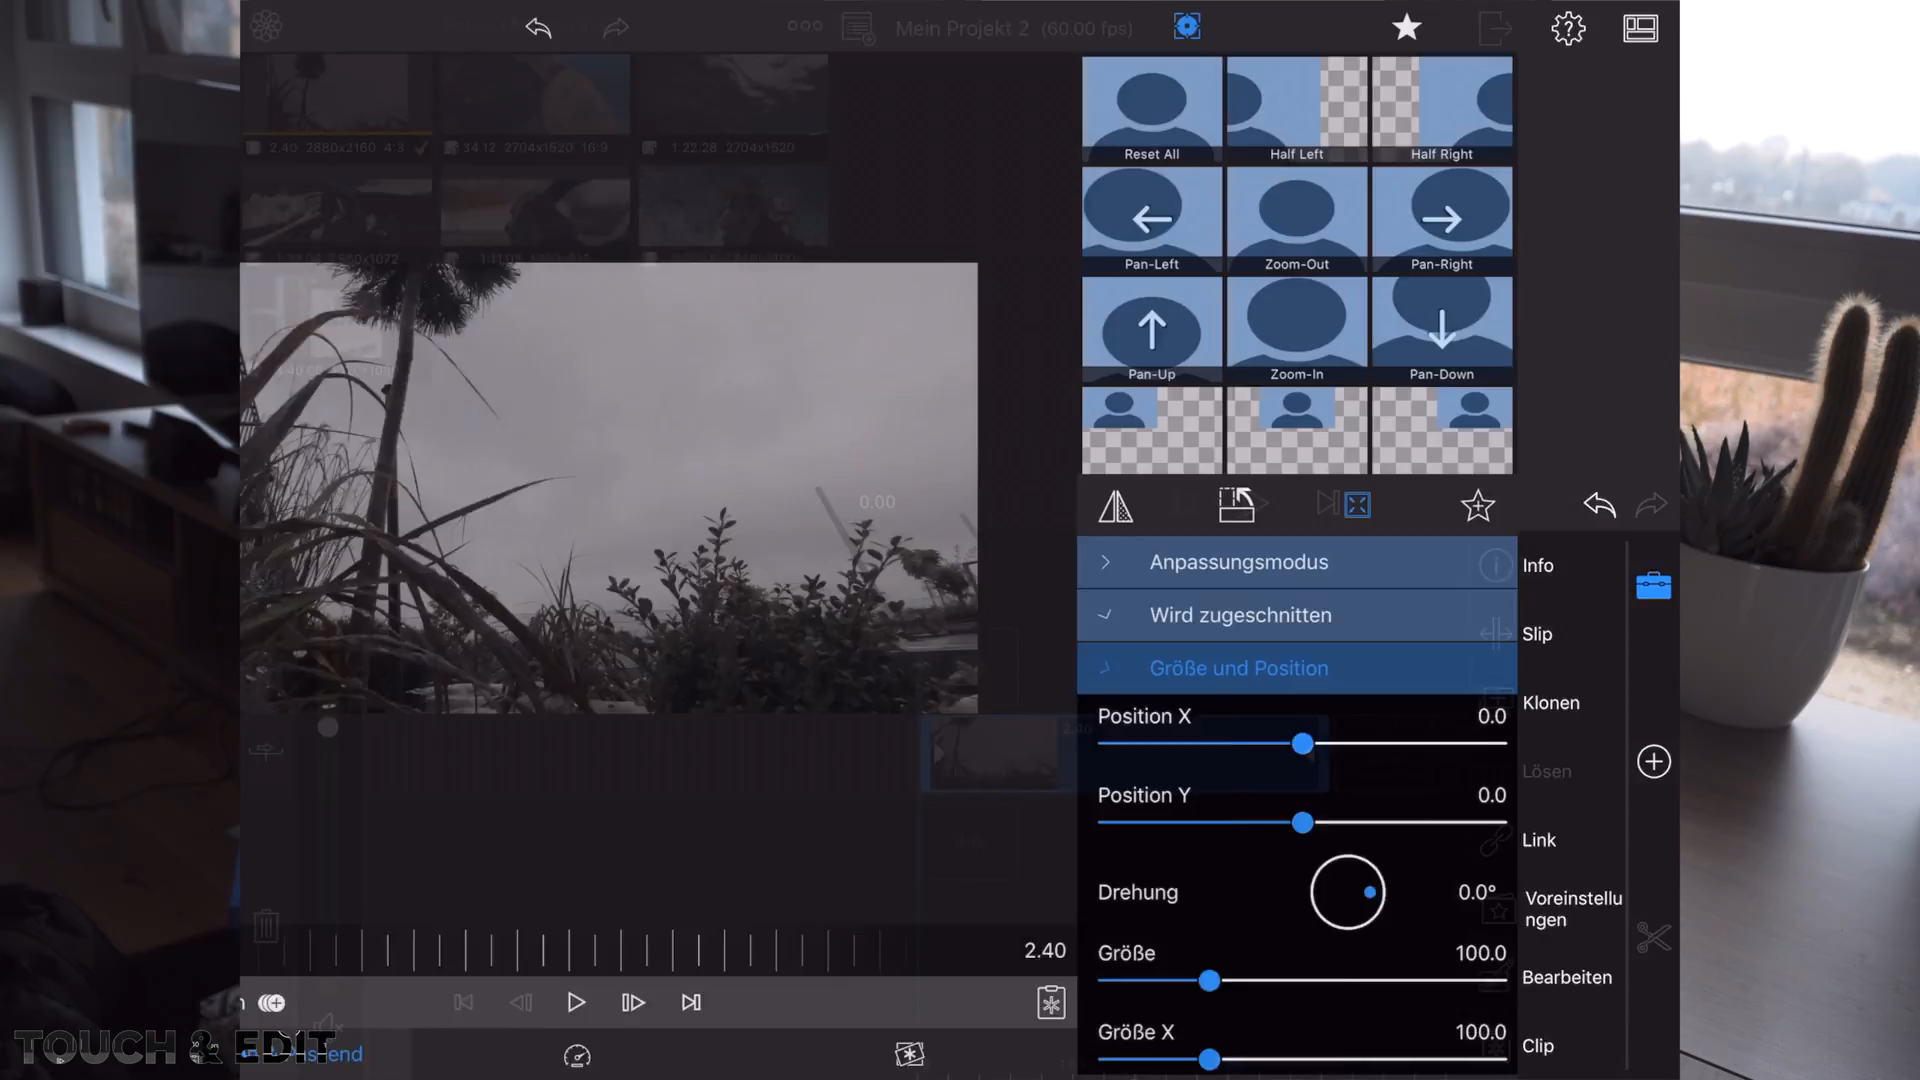 Mein Projekt 2 (60.00 fps)
2.40 2880x2160 4:3
34.12 2704x1520 16:9
1:22.28 2704x1520
Reset All
Half Left
Half Right
Pan-Left
Zoom-Out
Pan-Right
Pan-Up
Zoom-In
Pan-Down
0.00
Anpassungsmodus
Wird zugeschnitten
Größe und Position
Position X
0.0
Position Y
0.0
Drehung
0.0°
Größe
100.0
Größe X
100.0
Info
Slip
Klonen
Lösen
Link
Voreinstellu
ngen
Bearbeiten
Clip
2.40
2.40
TOUCH & EDIT